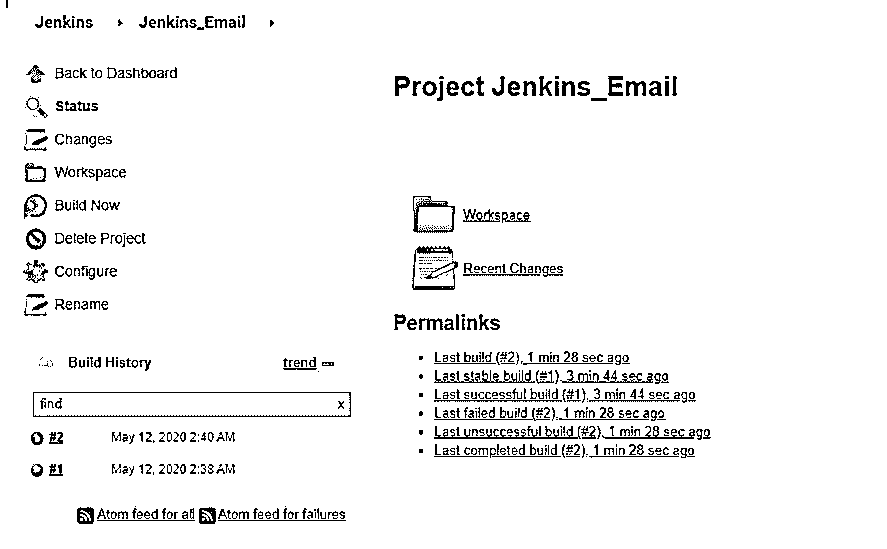 Jenkins Jenkins_Email
Back to Dashboard
Status
Changes
Workspace
Build Now
Delete Project
Configure
Rename
Build History trend
find x
#2 May 12, 2020 2:40 AM
#1 May 12, 2020 2:38 AM
Atom feed for all Atom feed for failures
Project Jenkins_Email
Workspace
Recent Changes
Permalinks
Last build (#2), 1 min 28 sec ago
Last stable build (#1), 3 min 44 sec ago
Last successful build (#1), 3 min 44 sec ago
Last failed build (#2), 1 min 28 sec ago
Last unsuccessful build (#2), 1 min 28 sec ago
Last completed build (#2), 1 min 28 sec ago